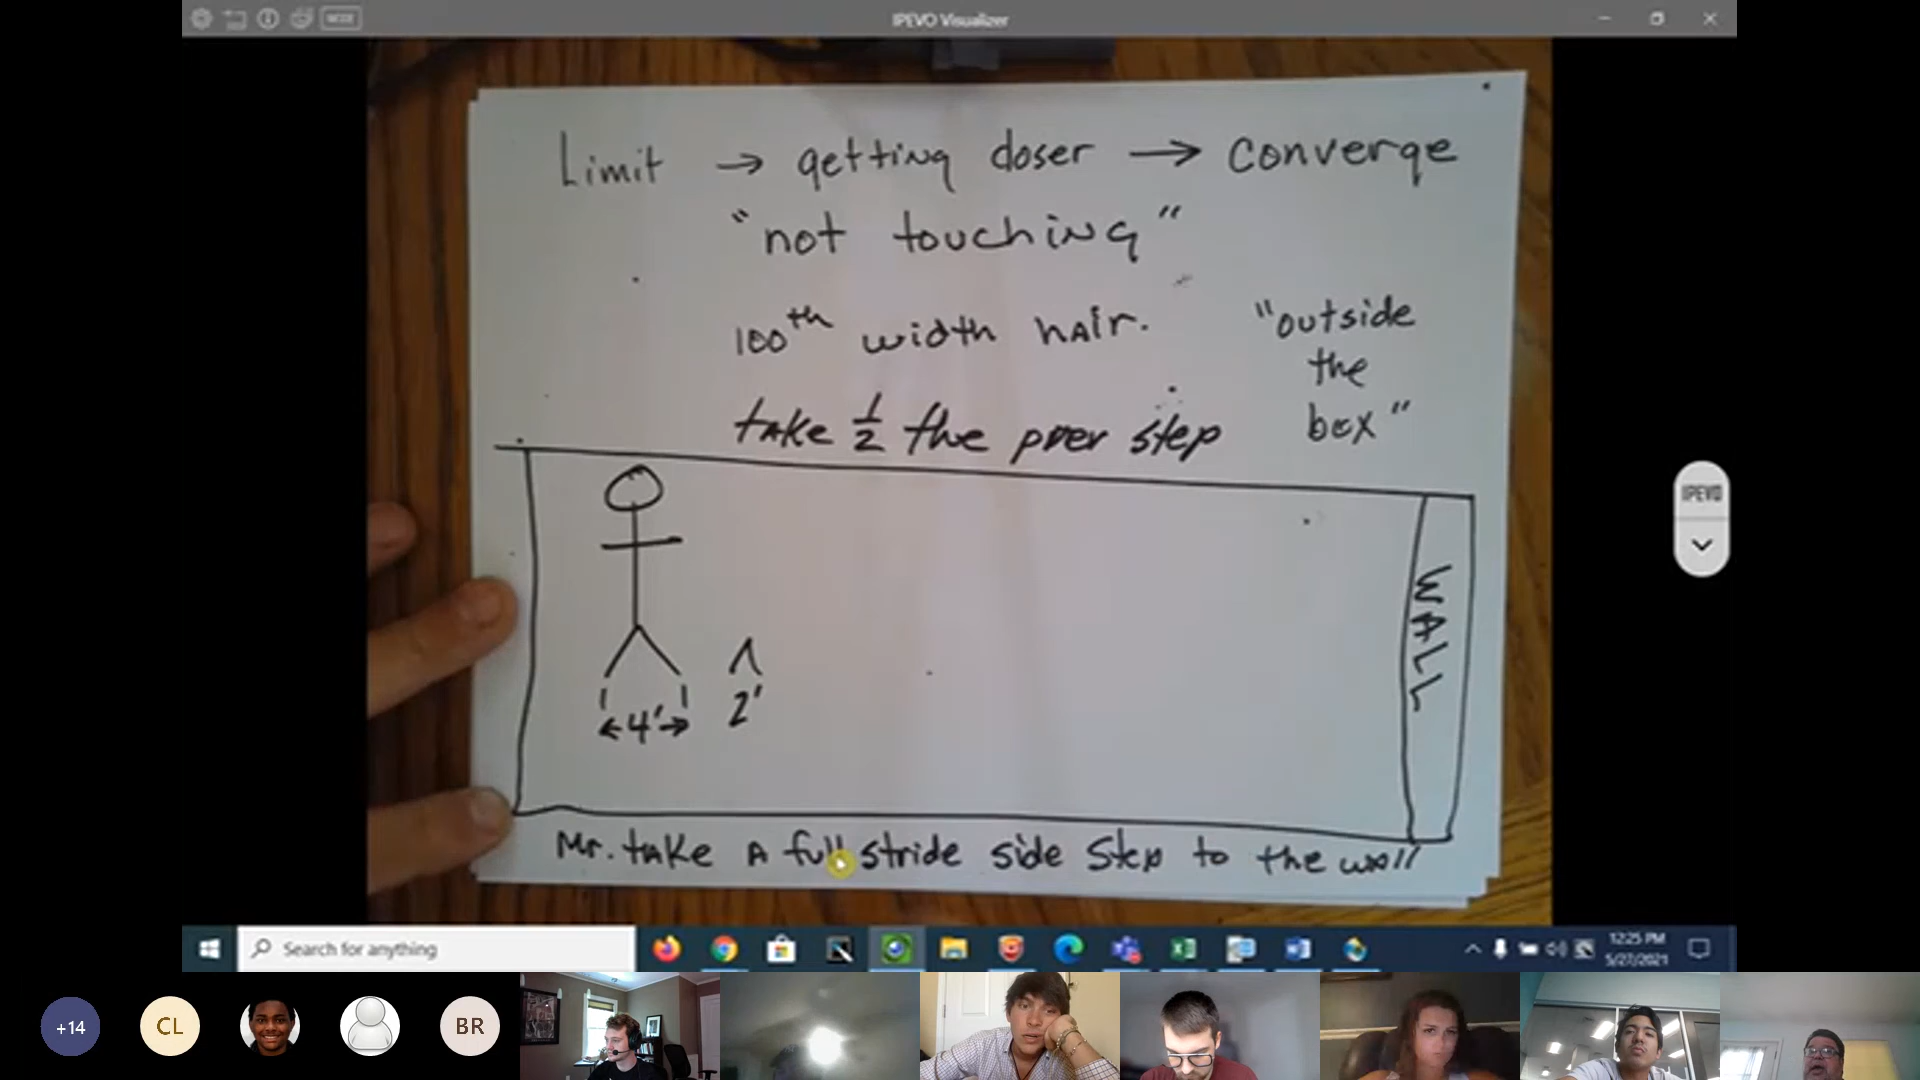 MODE
IPEVO Visualizer
Limit → getting closer → converge
"not touching"
100th width hair.
"outside
the
box"
take 1/2 the prev step
WALL
←4'→
2'
Mr. take A full stride side Step to the wall
IPEVO
Search for anything
12:25 PM
5/27/2021
+14
CL
BR